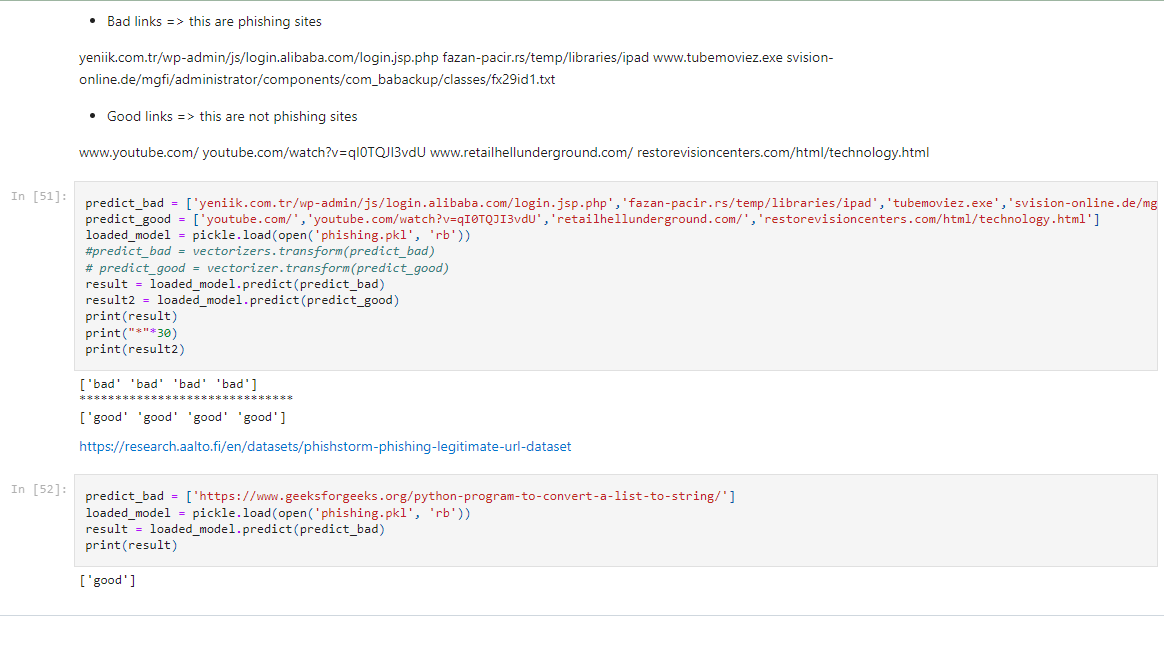 • Bad links => this are phishing sites
yeniik.com.tr/wp-admin/js/login.alibaba.com/login.jsp.php fazan-pacir.rs/temp/libraries/ipad www.tubemoviez.exe svision-
online.de/mgfi/administrator/components/com_babackup/classes/fx29id1.txt
• Good links => this are not phishing sites
www.youtube.com/ youtube.com/watch?v=qI0TQJI3vdU www.retailhellunderground.com/ restorevisioncenters.com/html/technology.html
In [51]:
predict_bad = ['yeniik.com.tr/wp-admin/js/login.alibaba.com/login.jsp.php','fazan-pacir.rs/temp/libraries/ipad','tubemoviez.exe','svision-online.de/mg
predict_good = ['youtube.com/','youtube.com/watch?v=qI0TQJI3vdU','retailhellunderground.com/','restorevisioncenters.com/html/technology.html']
loaded_model = pickle.load(open('phishing.pkl', 'rb'))
#predict_bad = vectorizers.transform(predict_bad)
# predict_good = vectorizer.transform(predict_good)
result = loaded_model.predict(predict_bad)
result2 = loaded_model.predict(predict_good)
print(result)
print("*"*30)
print(result2)
['bad' 'bad' 'bad' 'bad']
******************************
['good' 'good' 'good' 'good']
https://research.aalto.fi/en/datasets/phishstorm-phishing-legitimate-url-dataset
In [52]:
predict_bad = ['https://www.geeksforgeeks.org/python-program-to-convert-a-list-to-string/']
loaded_model = pickle.load(open('phishing.pkl', 'rb'))
result = loaded_model.predict(predict_bad)
print(result)
['good']